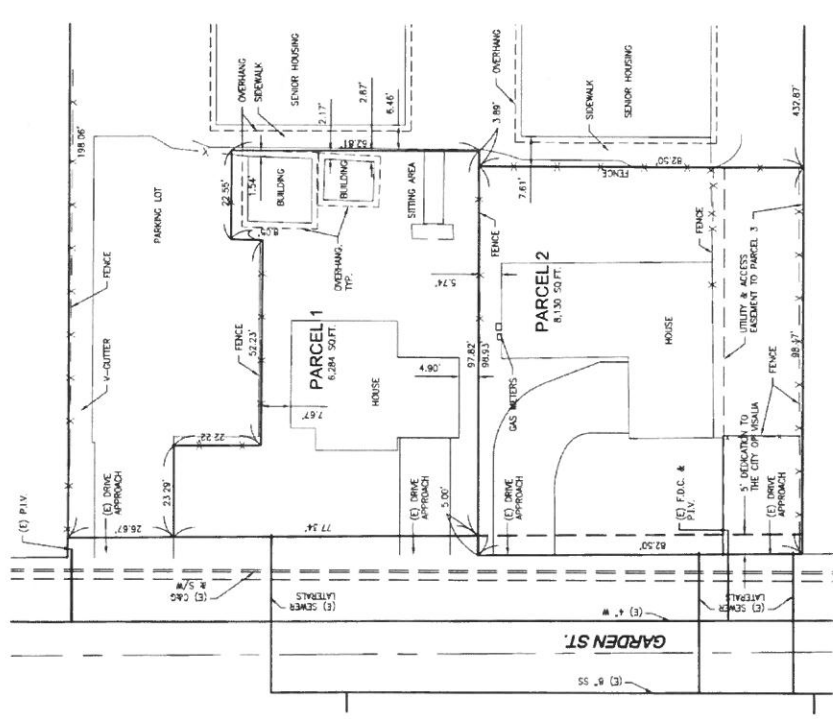 198.06'
PARKING LOT
FENCE
V-GUTTER
(E) P.I.V.
(E) DRIVE
APPROACH
26.67'
23.29'
22.22'
FENCE
52.23'
22.55'
8.05'
1.54'
OVERHANG
SIDEWALK
SENIOR HOUSING
2.17'
2.87'
6.46'
62.81'
BUILDING
BUILDING
OVERHANG,
TYP.
SITTING AREA
PARCEL 1
6,284 SQ.FT.
HOUSE
7.67'
4.06'
77.34'
(E) DRIVE
APPROACH
5.00'
5.74'
FENCE
97.82'
98.93'
3.89'
OVERHANG
SIDEWALK
SENIOR HOUSING
432.87'
7.61'
82.50'
FENCE
PARCEL 2
8,130 SQ.FT.
GAS METERS
HOUSE
FENCE
UTILITY & ACCESS
EASEMENT TO PARCEL 3
98.47'
FENCE
5' DEDICATION TO
THE CITY OF VISALIA
(E) DRIVE
APPROACH
(E) F.D.C. &
P.I.V.
(E) DRIVE
APPROACH
82.50'
(E) C&G
& S/W
(E) SEWER
LATERALS
(E) SEWER
LATERALS
(E) 4" W
GARDEN ST.
(E) 8" SS